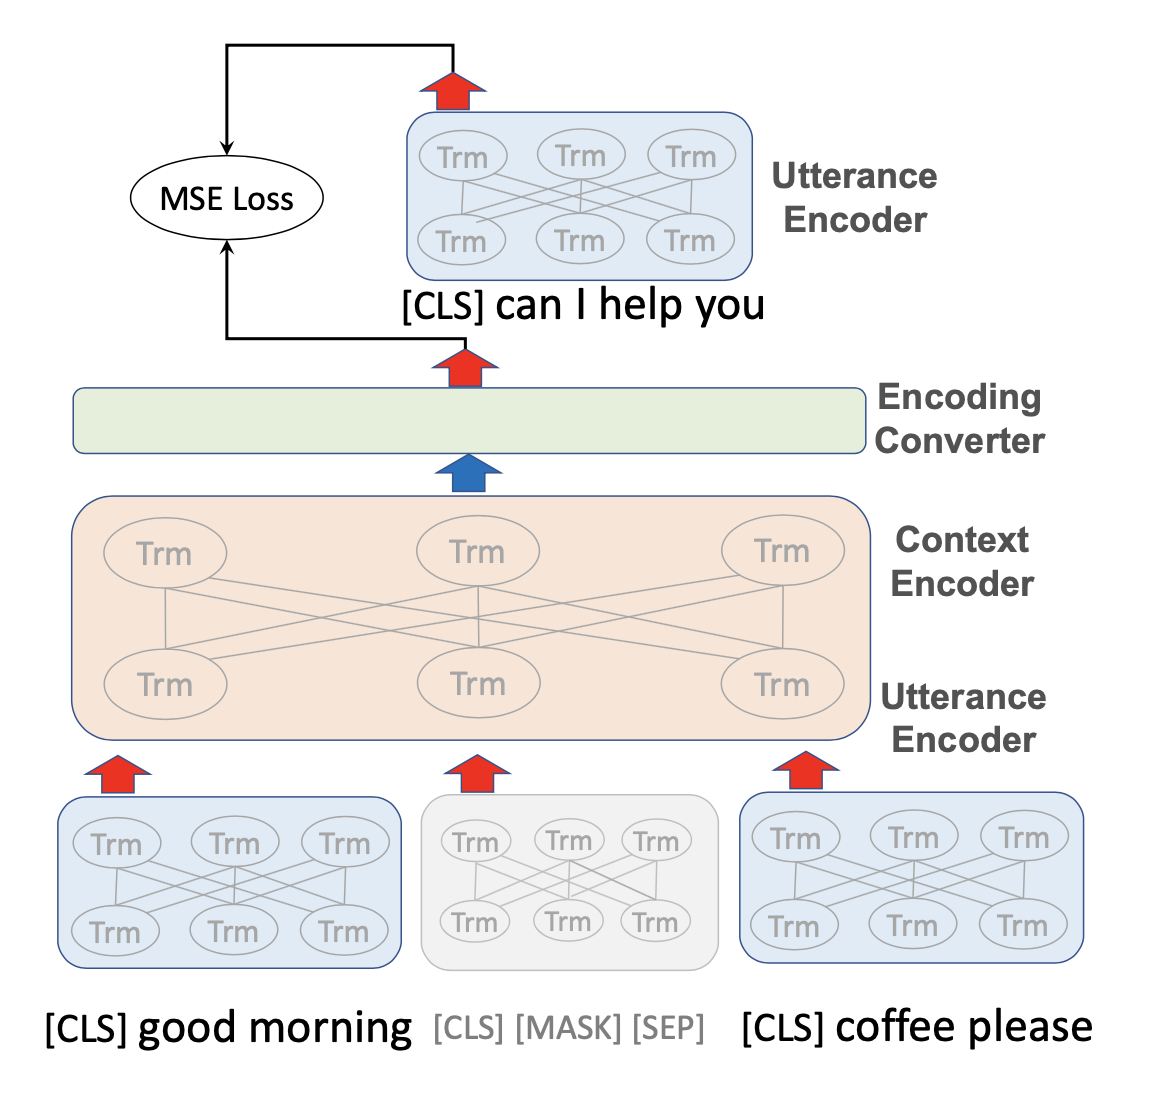 Trm Trm Trm
Utterance
Encoder
MSE Loss
Trm Trm Trm
[CLS] can I help you
Encoding
Converter
Context
Encoder
Trm Trm Trm
Trm Trm Trm
Utterance
Encoder
Trm Trm Trm
Trm Trm Trm
Trm Trm Trm
Trm Trm Trm
Trm Trm Trm
Trm Trm Trm
[CLS] good morning
[CLS] [MASK] [SEP]
[CLS] coffee please